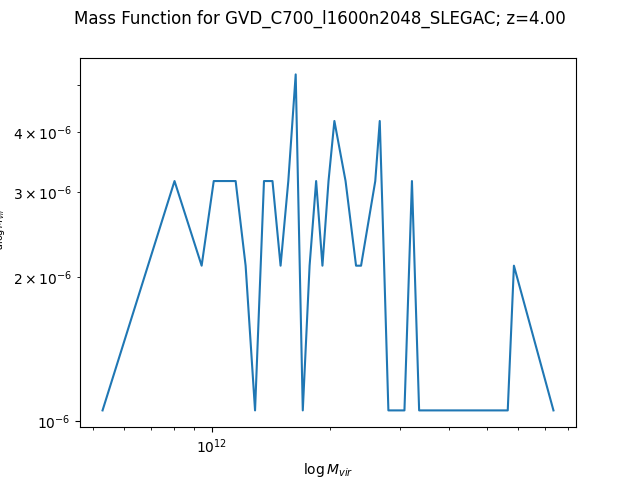 Mass Function for GVD_C700_l1600n2048_SLEGAC; z=4.00
4 × 10⁻⁶
3 × 10⁻⁶
2 × 10⁻⁶
10⁻⁶
10¹²
log M_vir